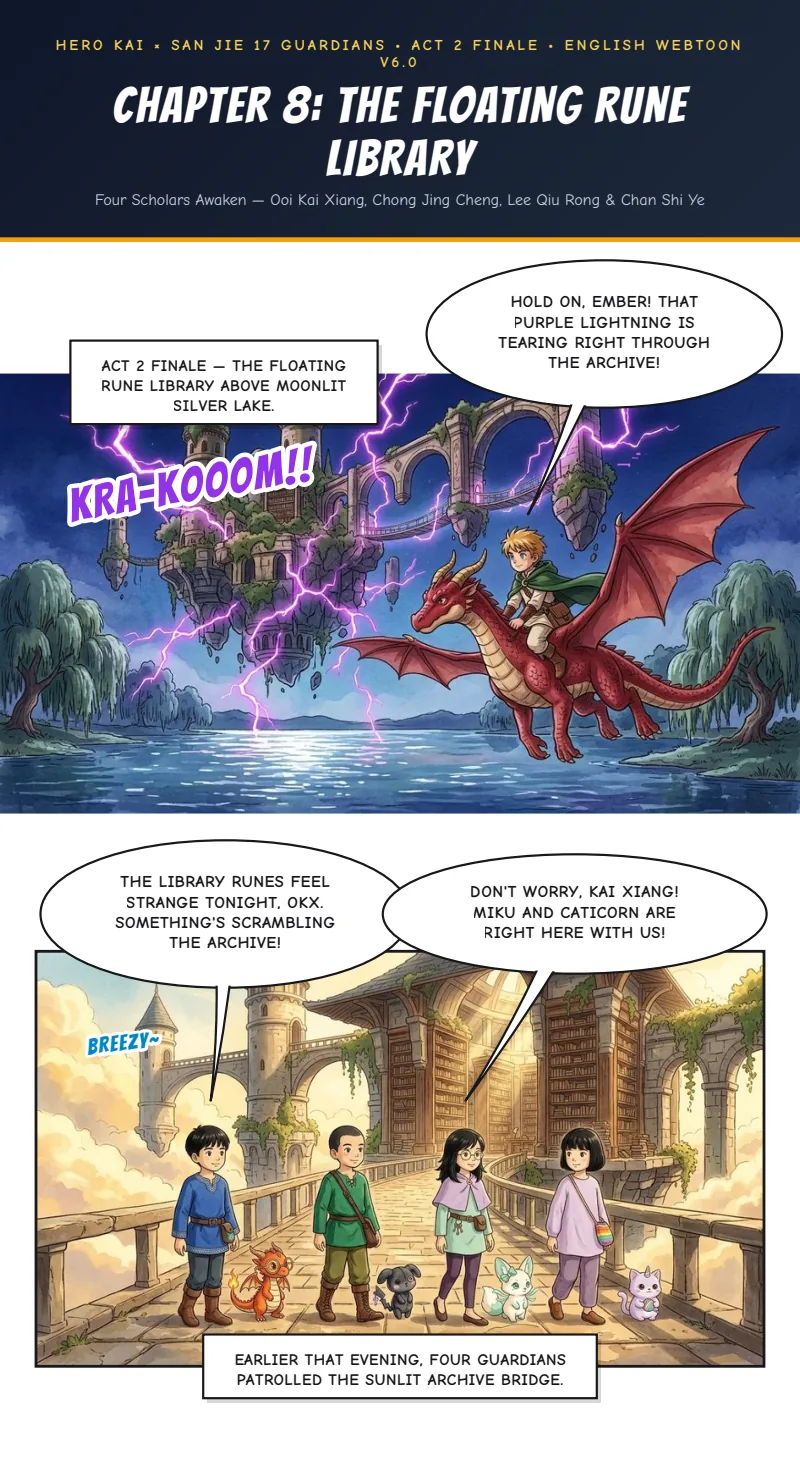 HERO KAI × SAN JIE 17 GUARDIANS • ACT 2 FINALE • ENGLISH WEBTOON
V6.0
CHAPTER 8: THE FLOATING RUNE
LIBRARY
Four Scholars Awaken — Ooi Kai Xiang, Chong Jing Cheng, Lee Qiu Rong & Chan Shi Ye
ACT 2 FINALE — THE FLOATING
RUNE LIBRARY ABOVE MOONLIT
SILVER LAKE.
HOLD ON, EMBER! THAT
PURPLE LIGHTNING IS
TEARING RIGHT THROUGH
THE ARCHIVE!
KRA-KOOOM!!
THE LIBRARY RUNES FEEL
STRANGE TONIGHT, OKX.
SOMETHING'S SCRAMBLING
THE ARCHIVE!
DON'T WORRY, KAI XIANG!
MIKU AND CATICORN ARE
RIGHT HERE WITH US!
BREEZY~
EARLIER THAT EVENING, FOUR GUARDIANS
PATROLLED THE SUNLIT ARCHIVE BRIDGE.